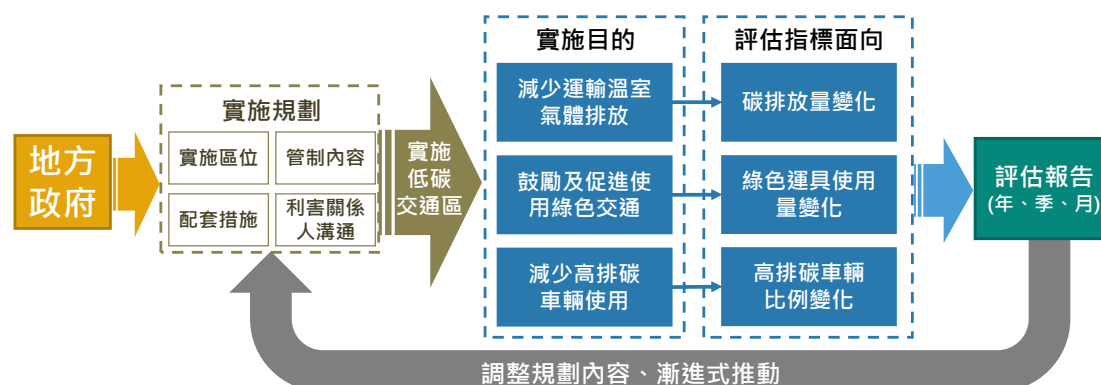 地方
政府
實施規劃
實施區位
管制內容
配套措施
利害關係
人溝通
實施
低碳
交通區
實施目的
減少運輸溫室
氣體排放
鼓勵及促進使
用綠色交通
減少高排碳
車輛使用
評估指標面向
碳排放量變化
綠色運具使用
量變化
高排碳車輛
比例變化
評估報告
(年、季、月)
調整規劃內容、漸進式推動